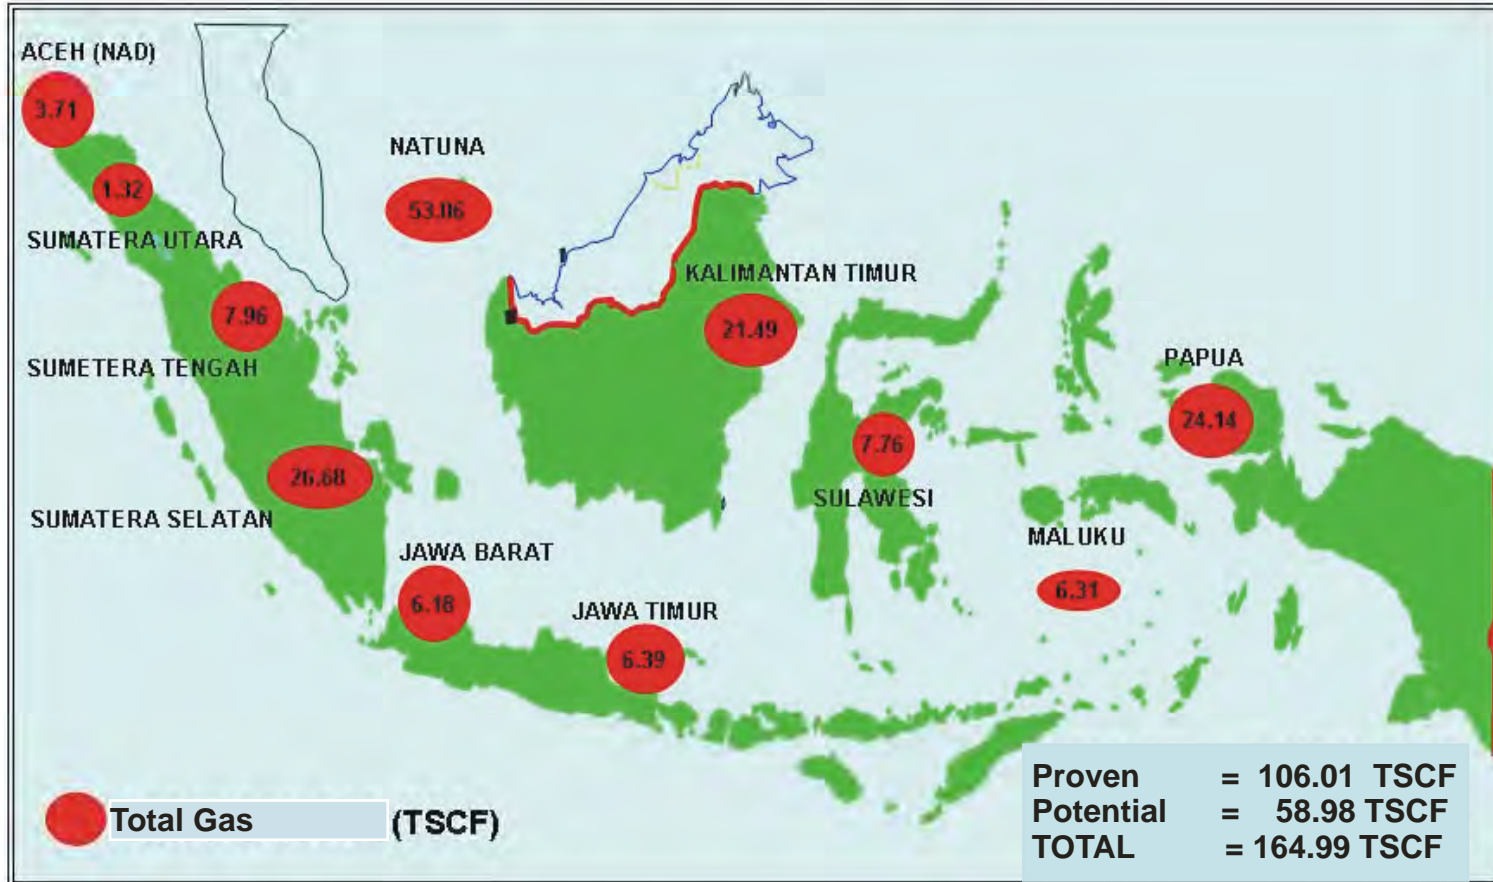 ACEH (NAD)
3.71
NATUNA
53.06
1.32
SUMATERA UTARA
KALIMANTAN TIMUR
21.49
7.96
SUMETERA TENGAH
PAPUA
24.14
7.76
SULAWESI
26.68
SUMATERA SELATAN
MALUKU
6.31
JAWA BARAT
6.18
JAWA TIMUR
6.39
Total Gas (TSCF)
Proven = 106.01 TSCF
Potential = 58.98 TSCF
TOTAL = 164.99 TSCF